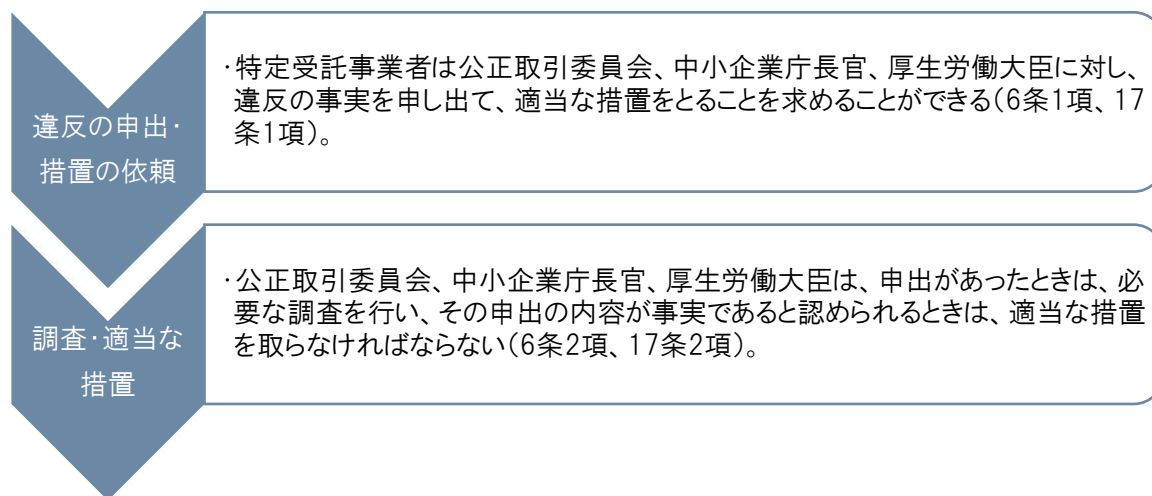 違反の申出・
措置の依頼
・特定受託事業者は公正取引委員会、中小企業庁長官、厚生労働大臣に対し、
違反の事実を申し出て、適当な措置をとることを求めることができる(6条1項、17
条1項)。
調査・適当な
措置
・公正取引委員会、中小企業庁長官、厚生労働大臣は、申出があったときは、必
要な調査を行い、その申出の内容が事実であると認められるときは、適当な措置
を取らなければならない(6条2項、17条2項)。